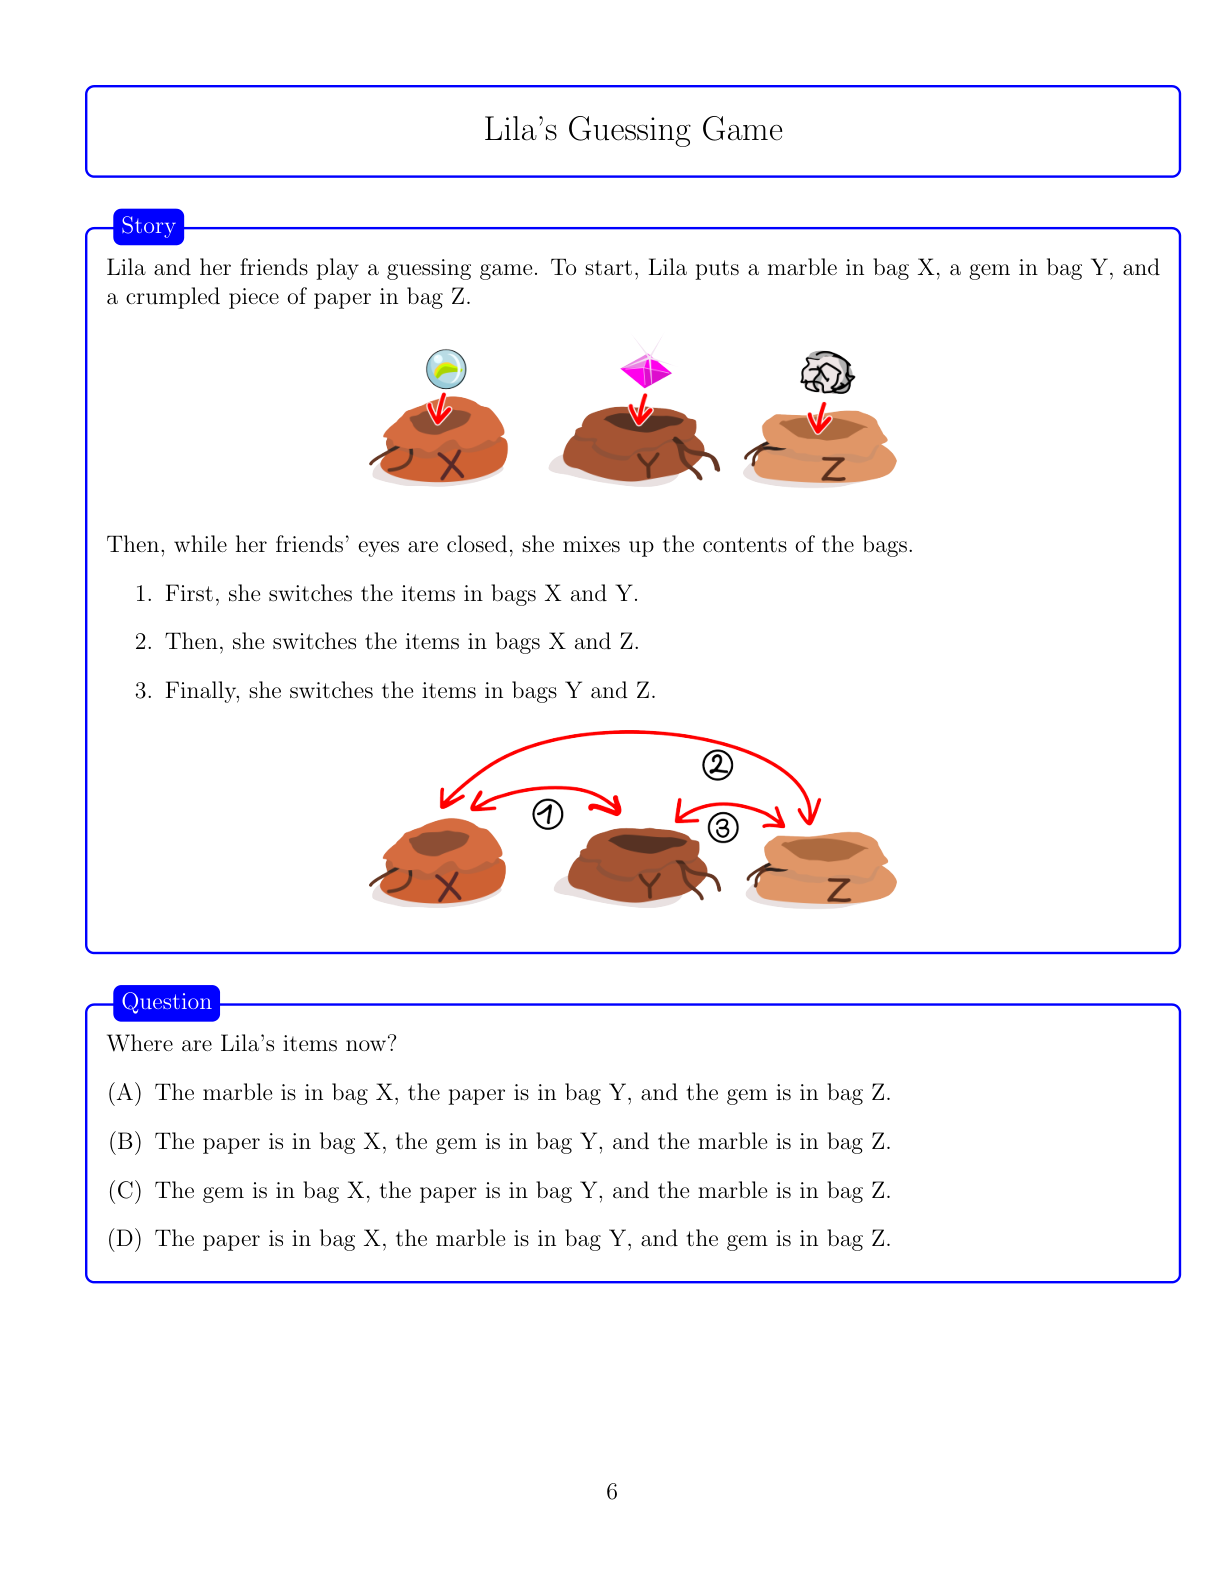 Lila's Guessing Game
Story
Lila and her friends play a guessing game. To start, Lila puts a marble in bag X, a gem in bag Y, and
a crumpled piece of paper in bag Z.
X Y Z
Then, while her friends' eyes are closed, she mixes up the contents of the bags.
1. First, she switches the items in bags X and Y.
2. Then, she switches the items in bags X and Z.
3. Finally, she switches the items in bags Y and Z.
②
① ③
X Y Z
Question
Where are Lila's items now?
(A) The marble is in bag X, the paper is in bag Y, and the gem is in bag Z.
(B) The paper is in bag X, the gem is in bag Y, and the marble is in bag Z.
(C) The gem is in bag X, the paper is in bag Y, and the marble is in bag Z.
(D) The paper is in bag X, the marble is in bag Y, and the gem is in bag Z.
6